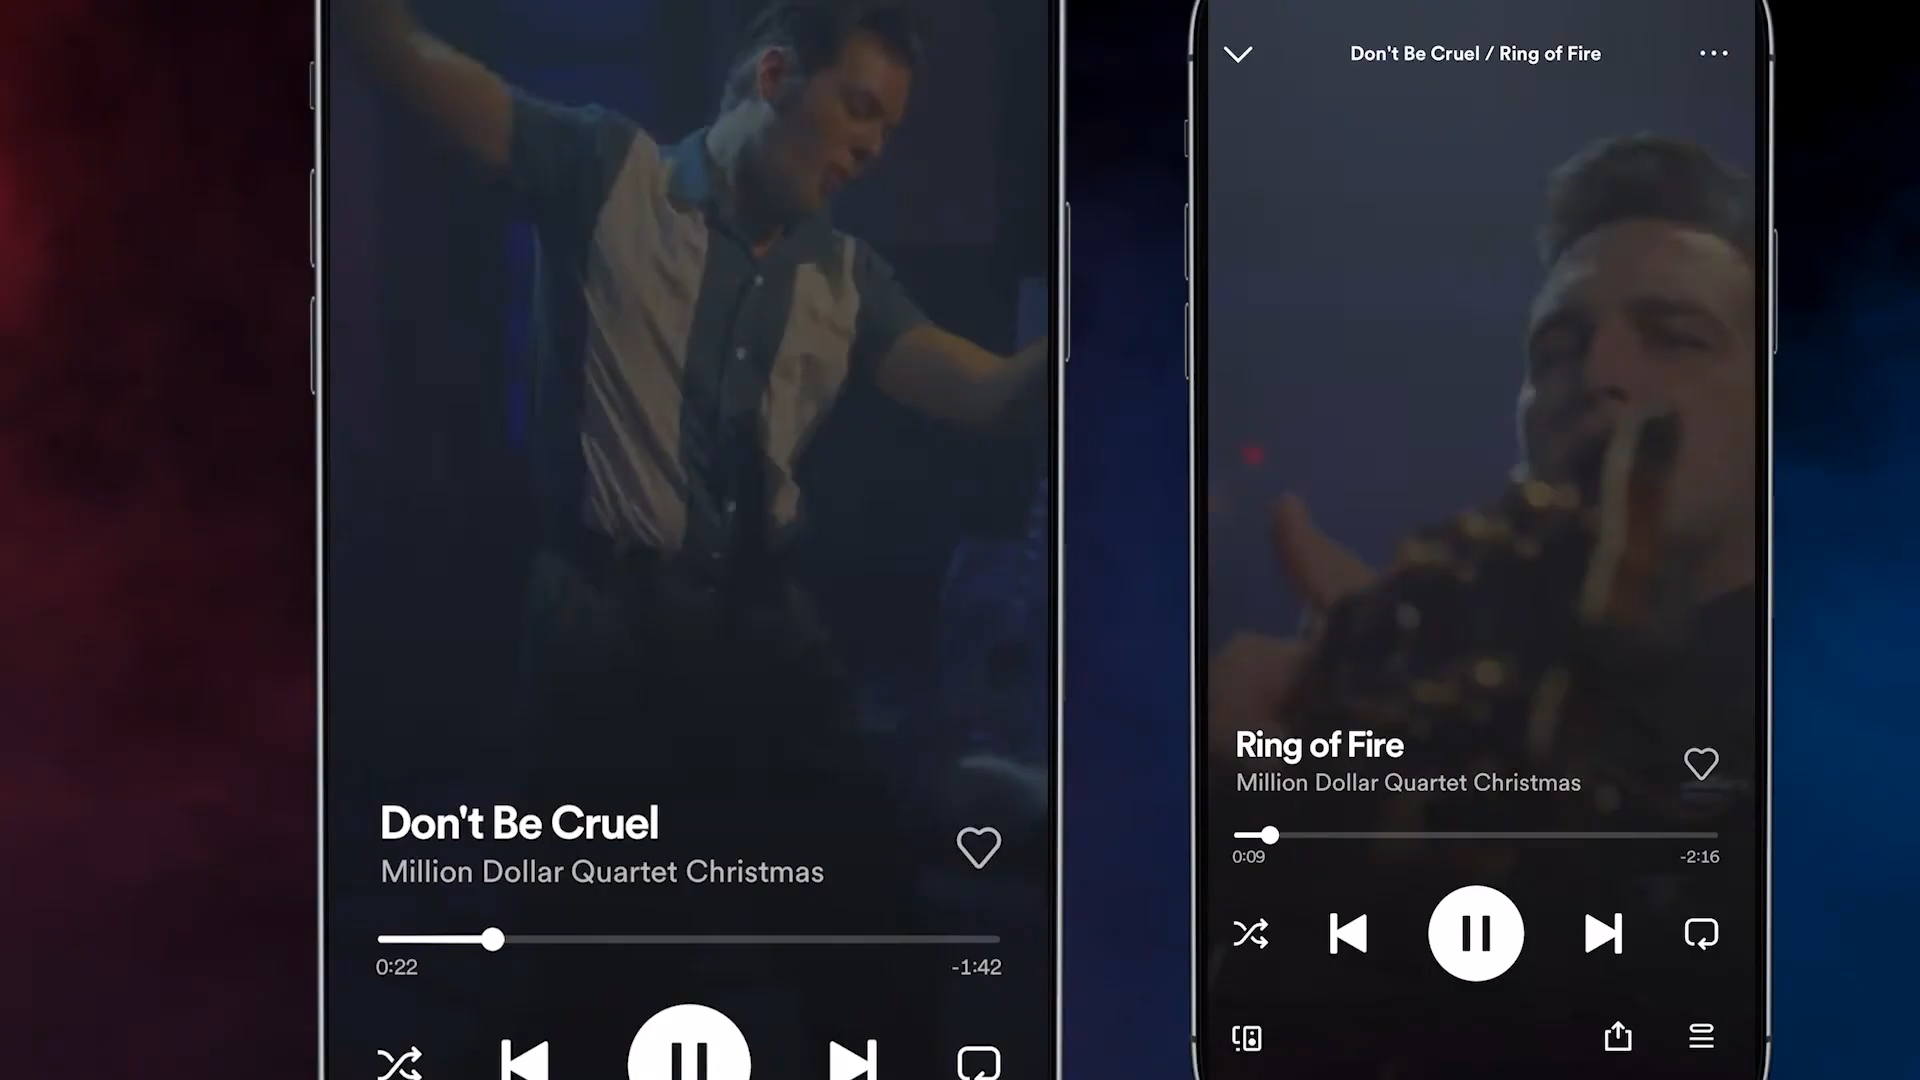 Don't Be Cruel
Million Dollar Quartet Christmas
0:22
-1:42
Don't Be Cruel / Ring of Fire
Ring of Fire
Million Dollar Quartet Christmas
0:09
-2:16